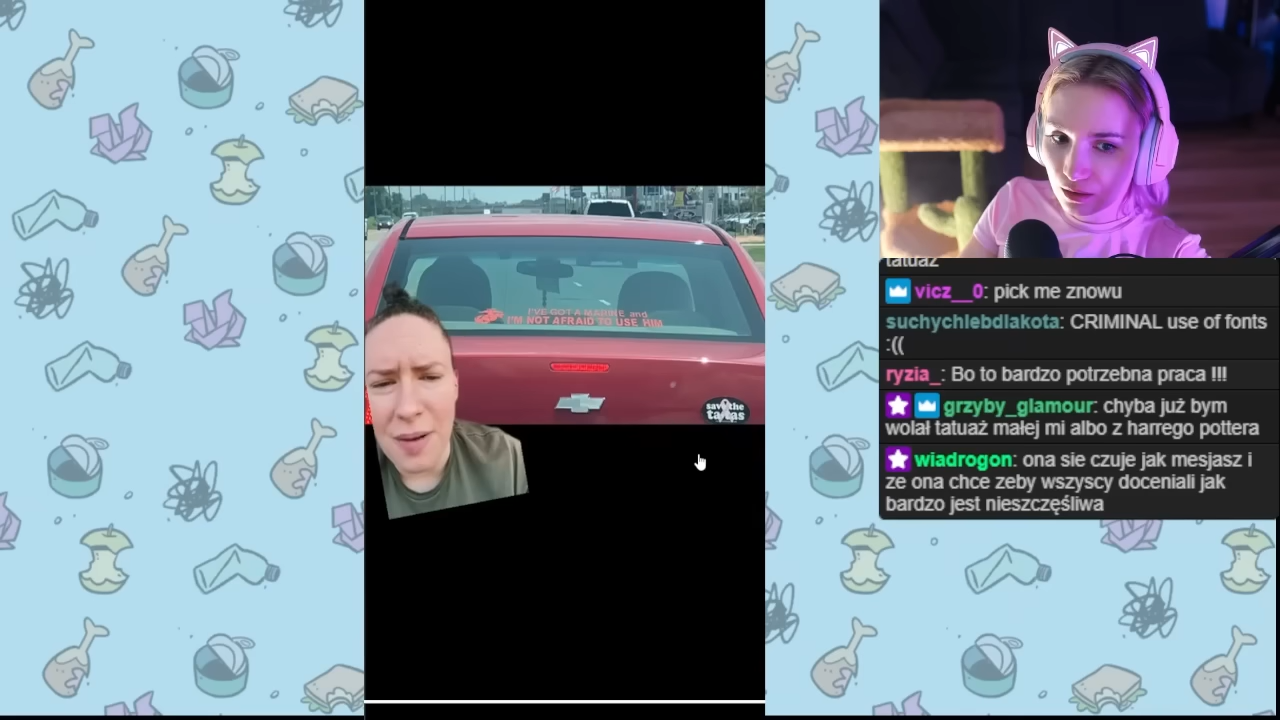 I'VE GOT A MARINE and
I'M NOT AFRAID TO USE HIM
save the
tatas
tatuaż
vicz__0: pick me znowu
suchychlebdlakota: CRIMINAL use of fonts
:((
ryzia_: Bo to bardzo potrzebna praca !!!
grzyby_glamour: chyba już bym
wolał tatuaż małej mi albo z harrego pottera
wiadrogon: ona sie czuje jak mesjasz i
ze ona chce zeby wszyscy doceniali jak
bardzo jest nieszczęśliwa